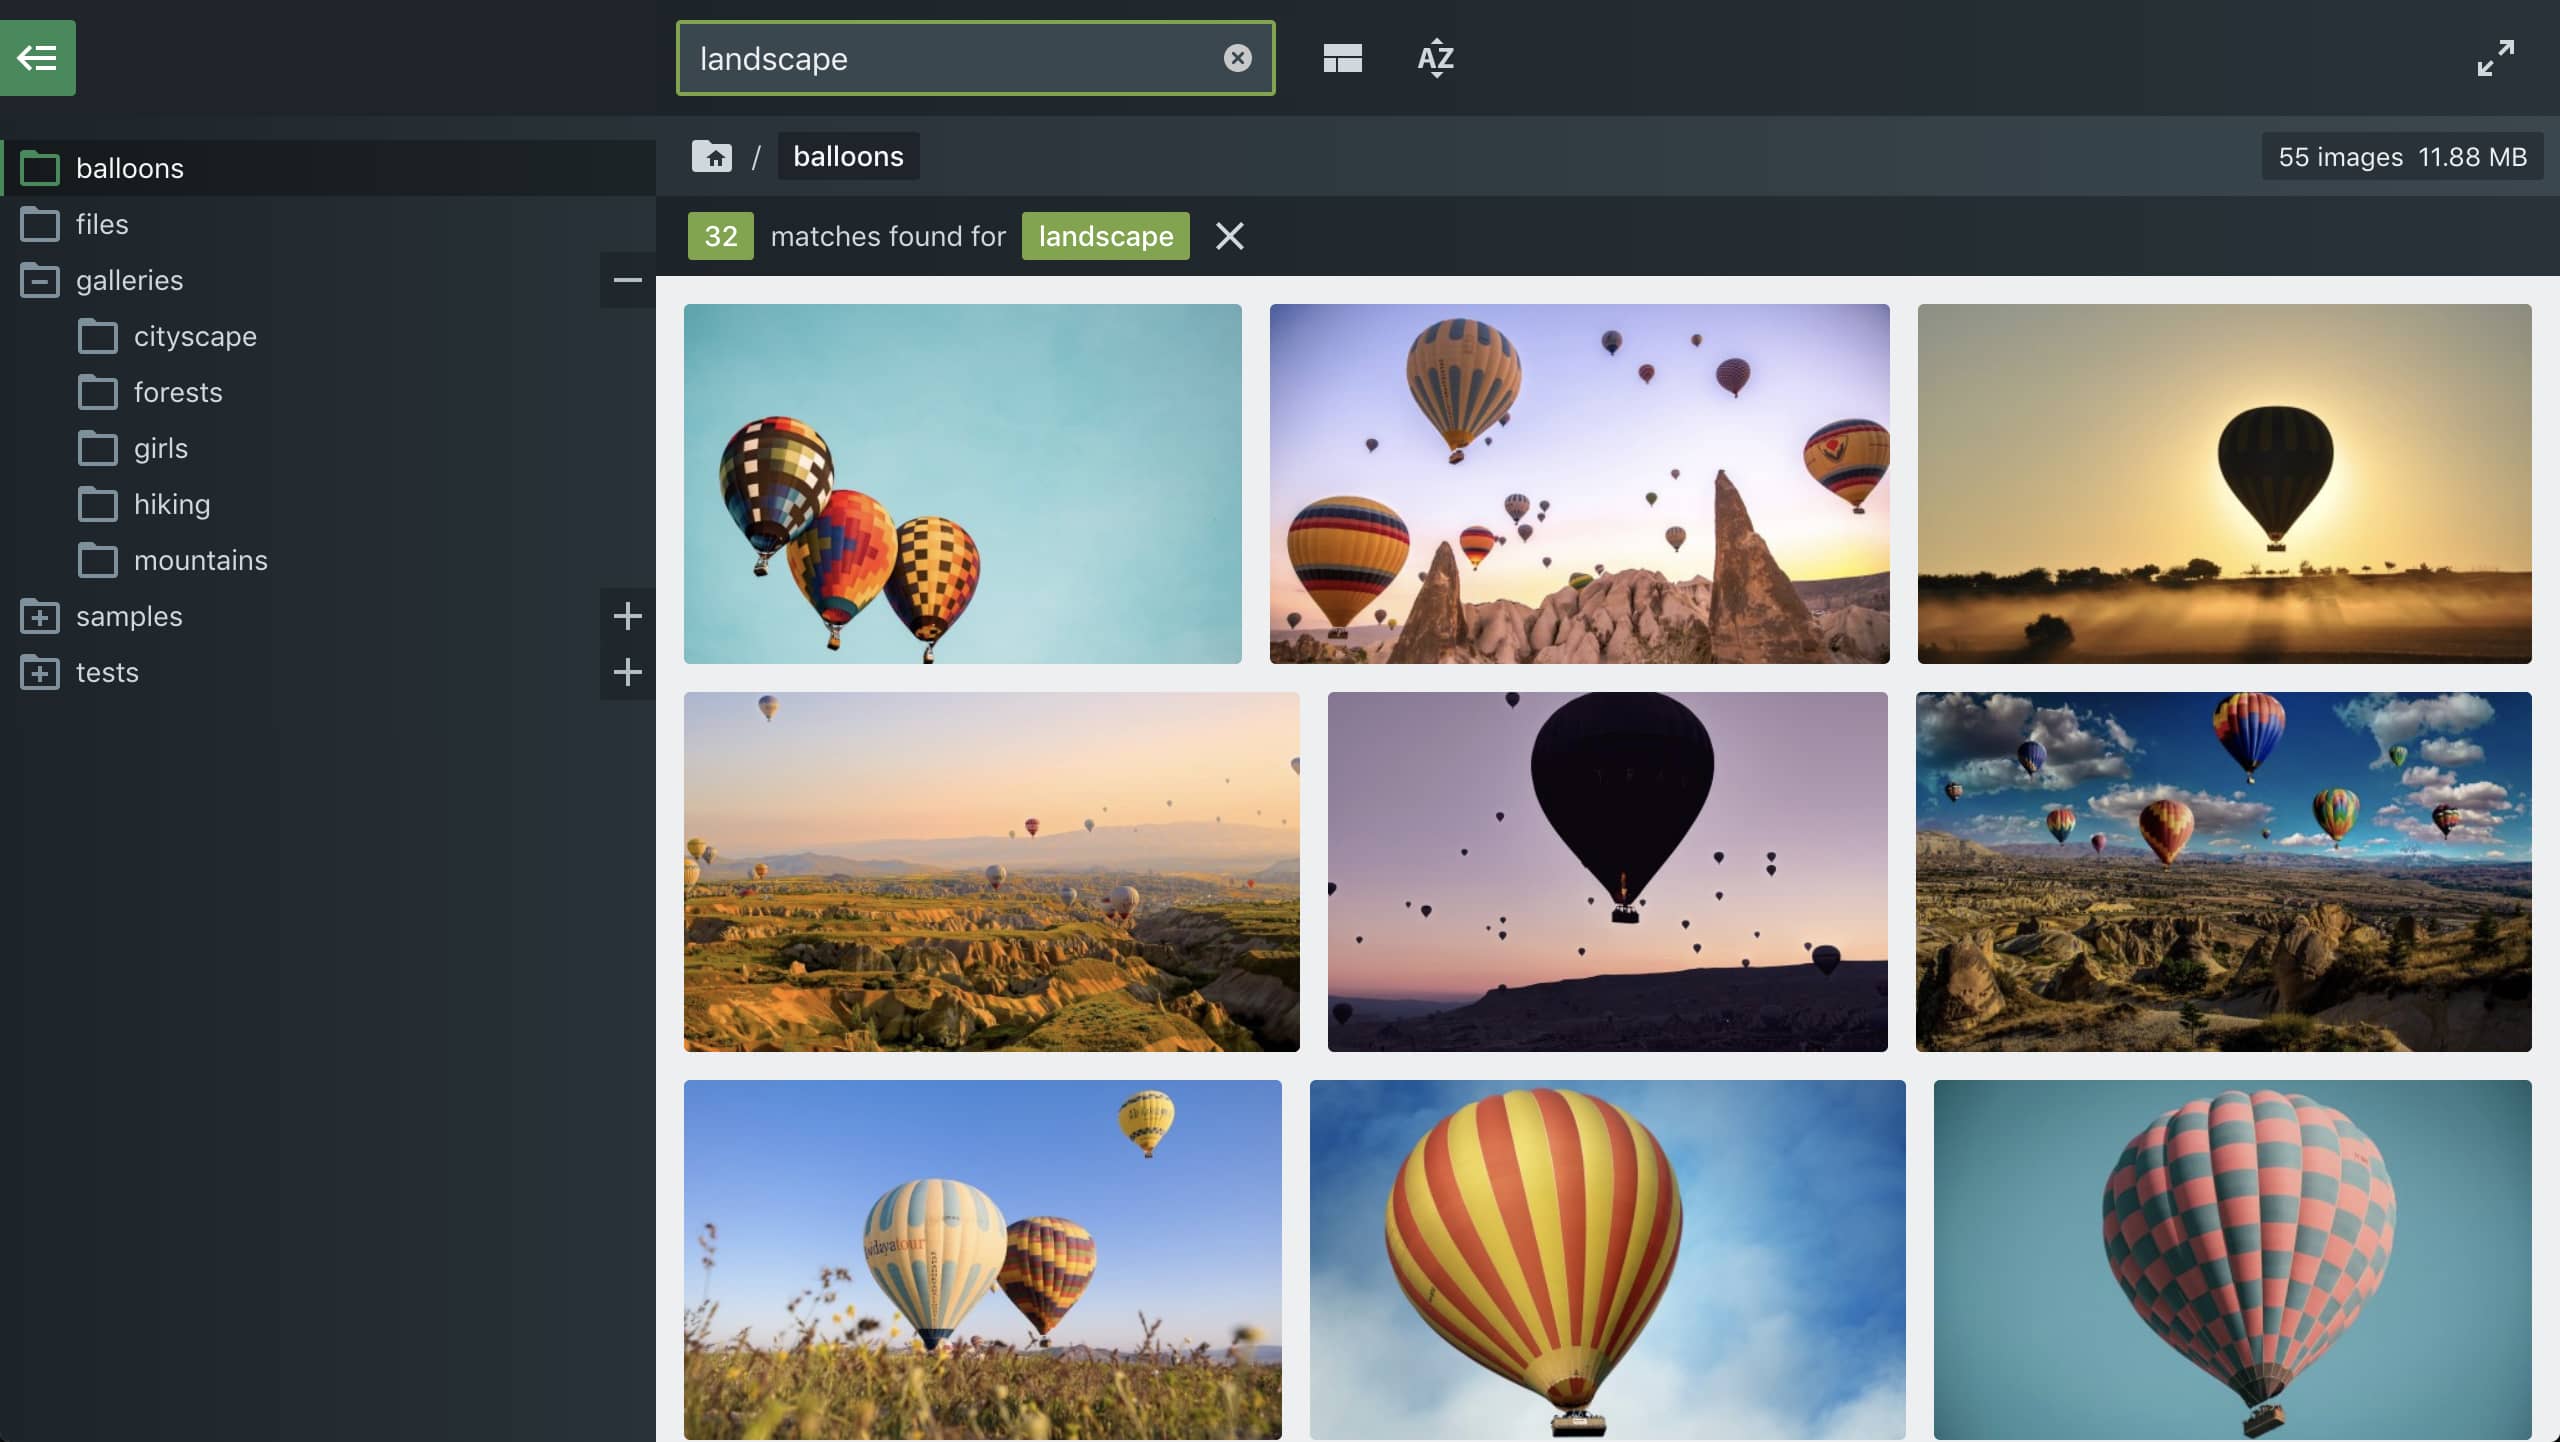 landscape
AZ
balloons
files
galleries
cityscape
forests
girls
hiking
mountains
samples
tests
/ balloons
55 images 11.88 MB
32 matches found for landscape